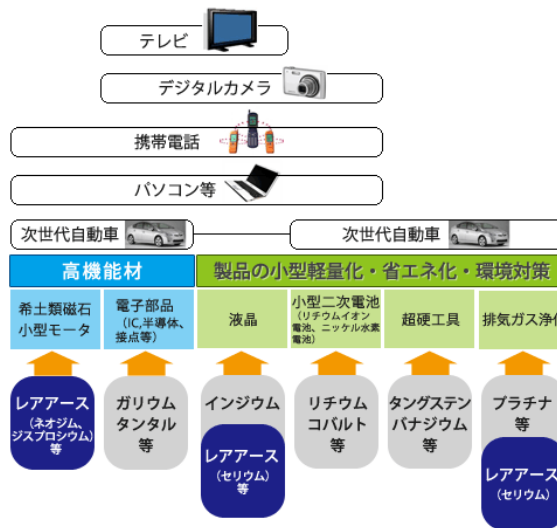 テレビ
デジタルカメラ
携帯電話
パソコン等
次世代自動車
次世代自動車
高機能材
製品の小型軽量化・省エネ化・環境対策
希土類磁石
小型モータ
電子部品
(IC,半導体、
接点等)
液晶
小型二次電池
(リチウムイオン
電池、ニッケル水素
電池)
超硬工具
排気ガス浄化
レアアース
(ネオジム、
ジスプロシウム)
等
ガリウム
タンタル
等
インジウム
レアアース
(セリウム)
等
リチウム
コバルト
等
タングステン
バナジウム
等
プラチナ
等
レアアース
(セリウム)